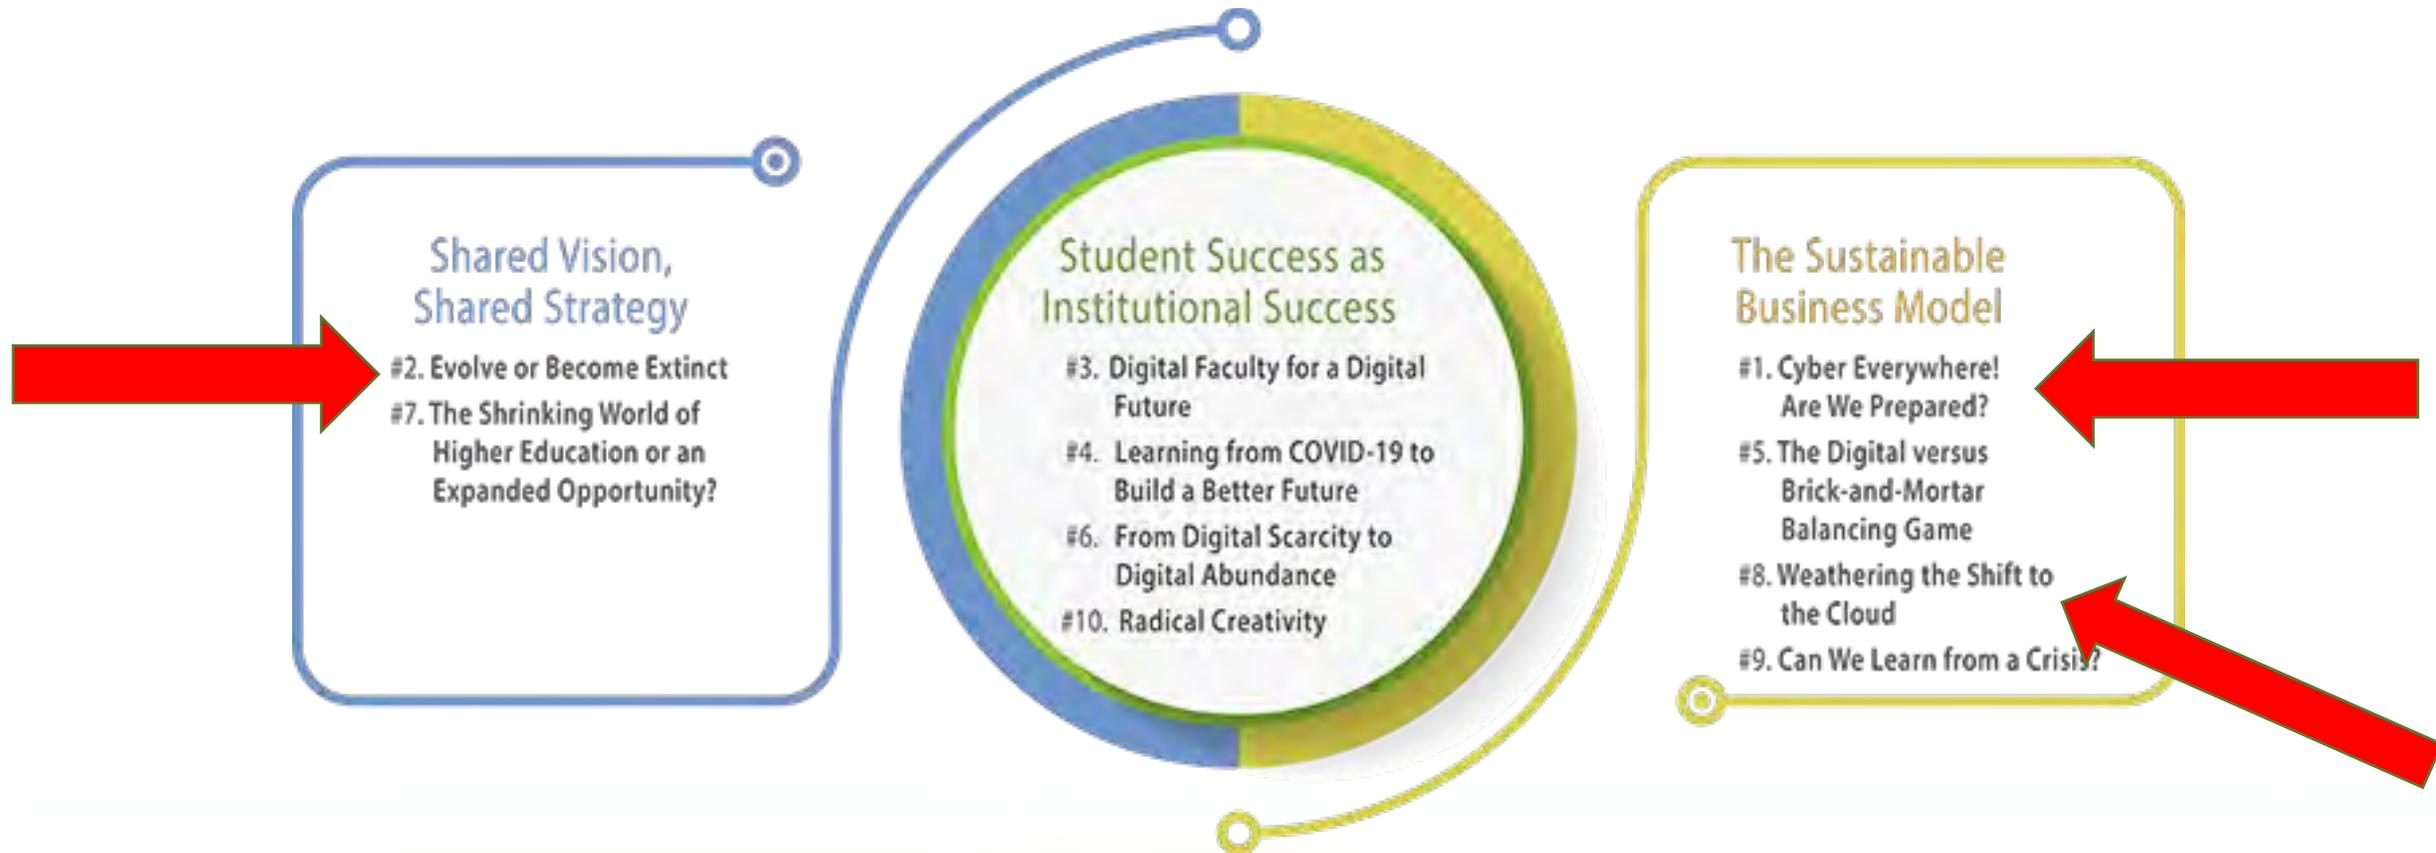 Shared Vision,
Shared Strategy
#2. Evolve or Become Extinct
#7. The Shrinking World of
Higher Education or an
Expanded Opportunity?
Student Success as
Institutional Success
#3. Digital Faculty for a Digital
Future
#4. Learning from COVID-19 to
Build a Better Future
#6. From Digital Scarcity to
Digital Abundance
#10. Radical Creativity
The Sustainable
Business Model
#1. Cyber Everywhere!
Are We Prepared?
#5. The Digital versus
Brick-and-Mortar
Balancing Game
#8. Weathering the Shift to
the Cloud
#9. Can We Learn from a Crisis?